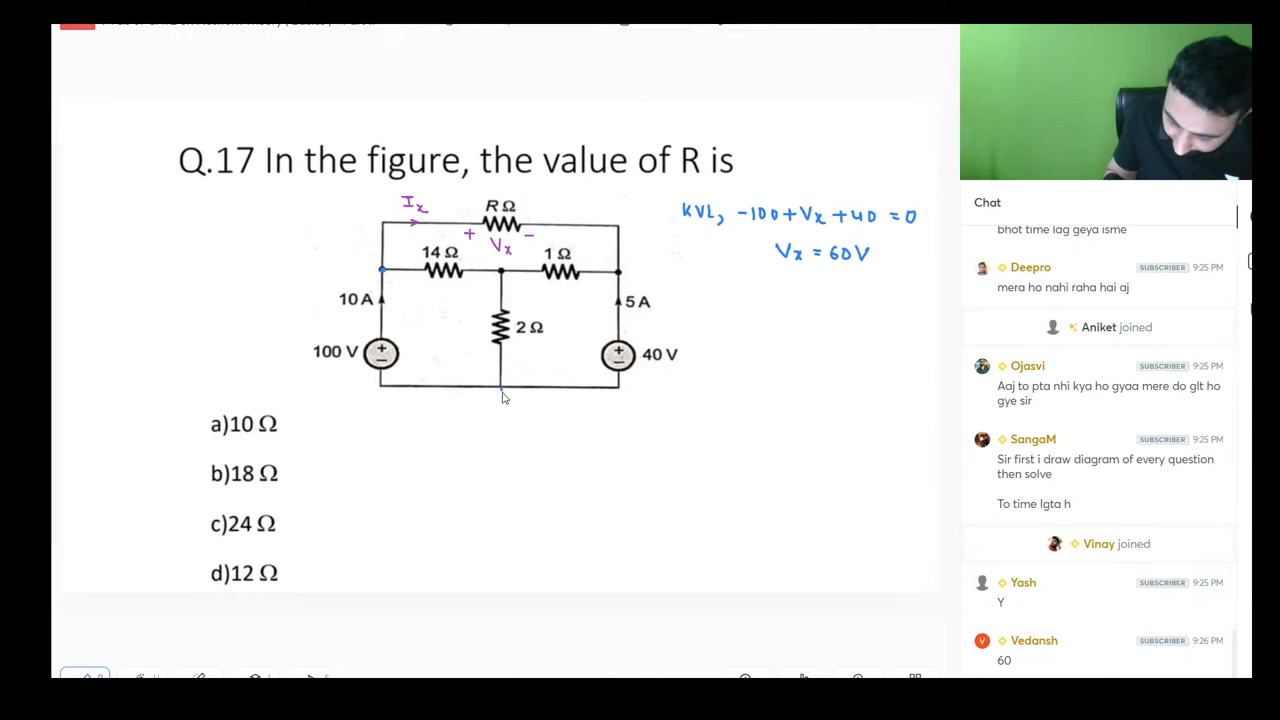 Q.17 In the figure, the value of R is
Ix
RΩ
+
Vx
-
14 Ω
1 Ω
10 A
5 A
2 Ω
100 V
+
-
40 V
+
-
KVL, -100 + Vx + 40 = 0
Vx = 60V
a)10 Ω
b)18 Ω
c)24 Ω
d)12 Ω
Chat
bhot time lag geya isme
Deepro SUBSCRIBER 9:25 PM
mera ho nahi raha hai aj
Aniket joined
Ojasvi SUBSCRIBER 9:25 PM
Aaj to pta nhi kya ho gyaa mere do glt ho
gye sir
SangaM SUBSCRIBER 9:25 PM
Sir first i draw diagram of every question
then solve
To time lgta h
Vinay joined
Yash SUBSCRIBER 9:25 PM
Y
V
Vedansh SUBSCRIBER 9:26 PM
60